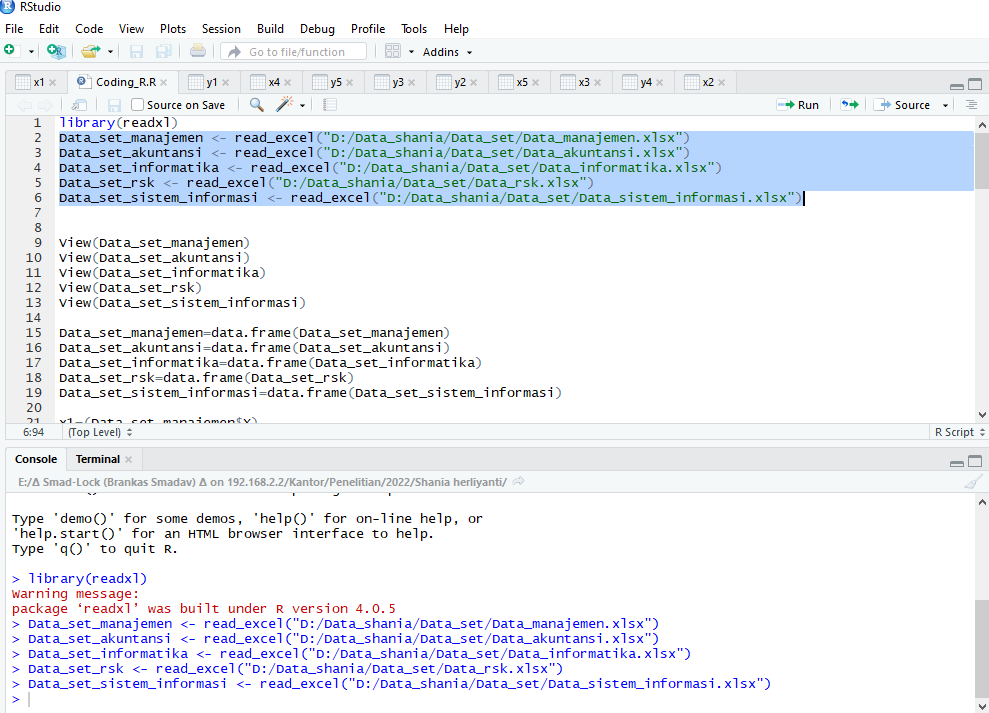 RStudio
File Edit Code View Plots Session Build Debug Profile Tools Help
Go to file/function Addins
x1 Coding_R.R y1 x4 y5 y3 y2 x5 x3 y4 x2
Source on Save Run Source
1 library(readxl)
2 Data_set_manajemen <- read_excel("D:/Data_shania/Data_set/Data_manajemen.xlsx")
3 Data_set_akuntansi <- read_excel("D:/Data_shania/Data_set/Data_akuntansi.xlsx")
4 Data_set_informatika <- read_excel("D:/Data_shania/Data_set/Data_informatika.xlsx")
5 Data_set_rsk <- read_excel("D:/Data_shania/Data_set/Data_rsk.xlsx")
6 Data_set_sistem_informasi <- read_excel("D:/Data_shania/Data_set/Data_sistem_informasi.xlsx")
7
8
9 View(Data_set_manajemen)
10 View(Data_set_akuntansi)
11 View(Data_set_informatika)
12 View(Data_set_rsk)
13 View(Data_set_sistem_informasi)
14
15 Data_set_manajemen=data.frame(Data_set_manajemen)
16 Data_set_akuntansi=data.frame(Data_set_akuntansi)
17 Data_set_informatika=data.frame(Data_set_informatika)
18 Data_set_rsk=data.frame(Data_set_rsk)
19 Data_set_sistem_informasi=data.frame(Data_set_sistem_informasi)
20
21 x1=(Data_set_manajemen$X)
6:94 (Top Level) R Script
Console Terminal
E:/Δ Smad-Lock (Brankas Smadav) Δ on 192.168.2.2/Kantor/Penelitian/2022/Shania herliyanti/
Type 'demo()' for some demos, 'help()' for on-line help, or
'help.start()' for an HTML browser interface to help.
Type 'q()' to quit R.
> library(readxl)
Warning message:
package ‘readxl’ was built under R version 4.0.5
> Data_set_manajemen <- read_excel("D:/Data_shania/Data_set/Data_manajemen.xlsx")
> Data_set_akuntansi <- read_excel("D:/Data_shania/Data_set/Data_akuntansi.xlsx")
> Data_set_informatika <- read_excel("D:/Data_shania/Data_set/Data_informatika.xlsx")
> Data_set_rsk <- read_excel("D:/Data_shania/Data_set/Data_rsk.xlsx")
> Data_set_sistem_informasi <- read_excel("D:/Data_shania/Data_set/Data_sistem_informasi.xlsx")
>